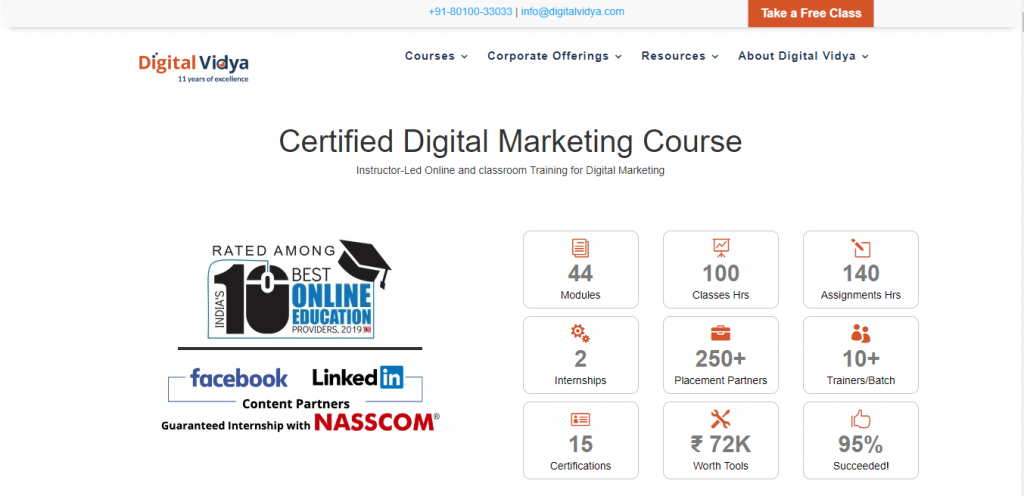 +91-80100-33033 | info@digitalvidya.com
Take a Free Class
Digital Vidya
11 years of excellence
Courses
Corporate Offerings
Resources
About Digital Vidya
Certified Digital Marketing Course
Instructor-Led Online and classroom Training for Digital Marketing
RATED AMONG
INDIA'S
10
BEST
ONLINE
EDUCATION
PROVIDERS, 2019
facebook
Linked in
Content Partners
Guaranteed Internship with NASSCOM®
44
Modules
100
Classes Hrs
140
Assignments Hrs
2
Internships
250+
Placement Partners
10+
Trainers/Batch
15
Certifications
₹ 72K
Worth Tools
95%
Succeeded!